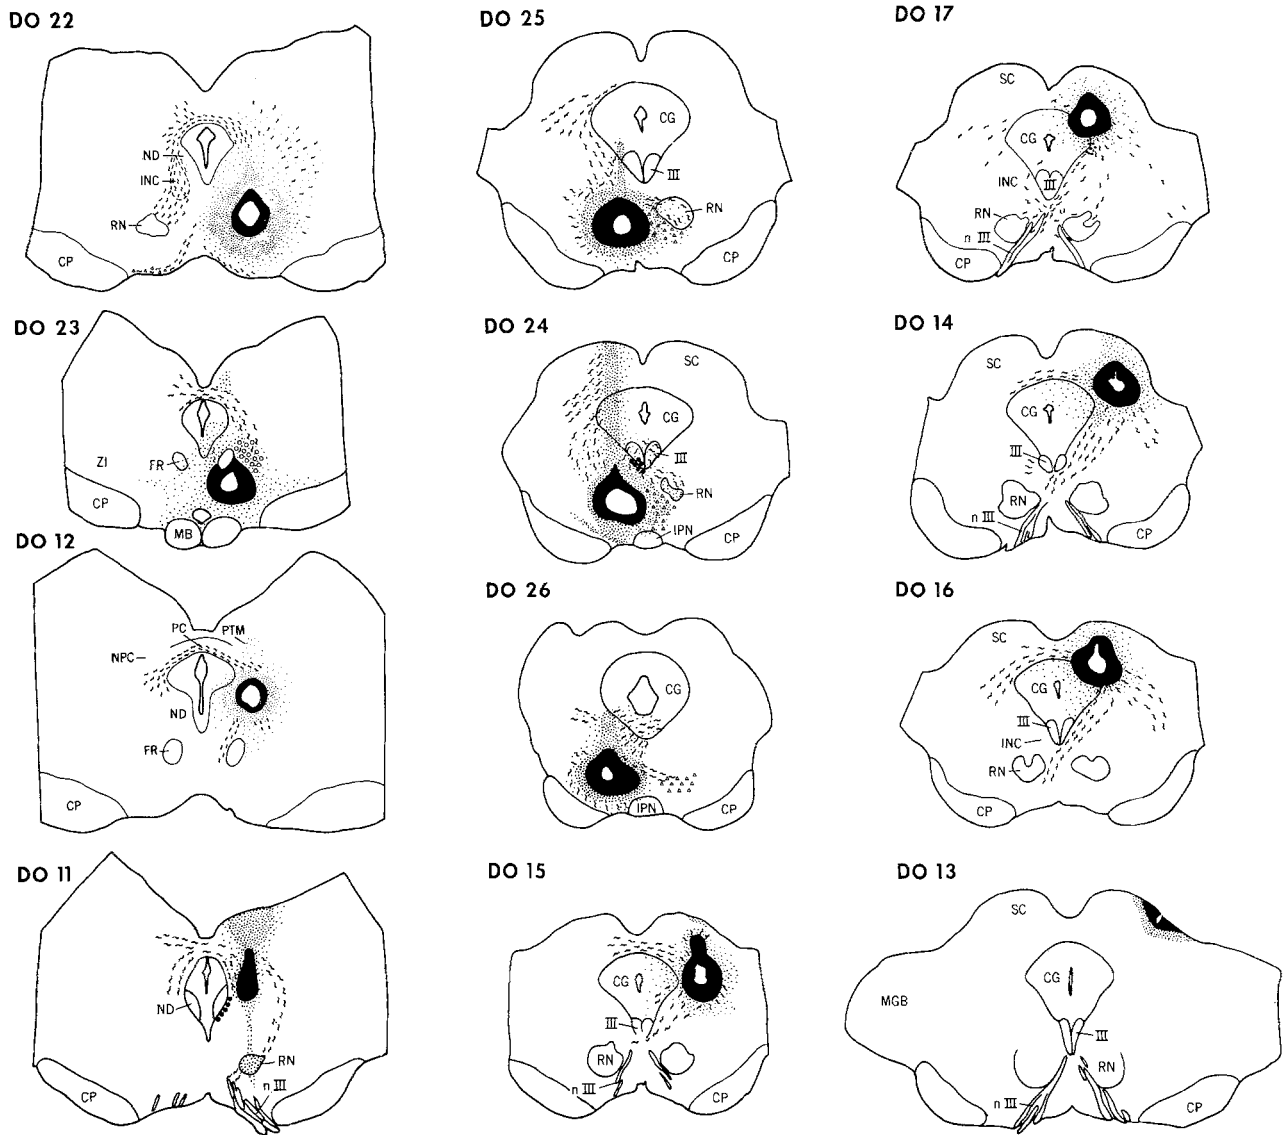 DO 22
ND
INC
RN
CP
DO 25
CG
III
RN
CP
DO 17
SC
CG
INC
III
RN
n III
CP
DO 23
ZI
FR
CP
MB
DO 24
SC
CG
III
RN
IPN
CP
DO 14
SC
CG
III
RN
n III
DO 12
PC
PTM
NPC
ND
FR
CP
DO 26
CG
IPN
CP
DO 16
SC
CG
III
INC
RN
CP
DO 11
ND
RN
n III
CP
DO 15
CG
III
RN
n III
CP
DO 13
SC
CG
MGB
III
RN
n III
CP